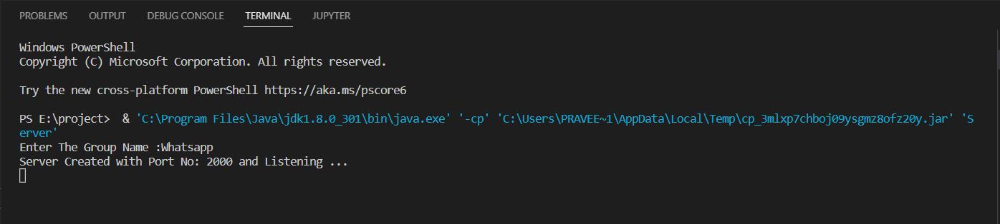 PROBLEMS OUTPUT DEBUG CONSOLE TERMINAL JUPYTER
Windows PowerShell
Copyright (C) Microsoft Corporation. All rights reserved.
Try the new cross-platform PowerShell https://aka.ms/pscore6
PS E:\project>  & 'C:\Program Files\Java\jdk1.8.0_301\bin\java.exe' '-cp' 'C:\Users\PRAVEE~1\AppData\Local\Temp\cp_3mlxp7chboj09ysgmz8ofz20y.jar' 'S
erver'
Enter The Group Name :Whatsapp
Server Created with Port No: 2000 and Listening ...